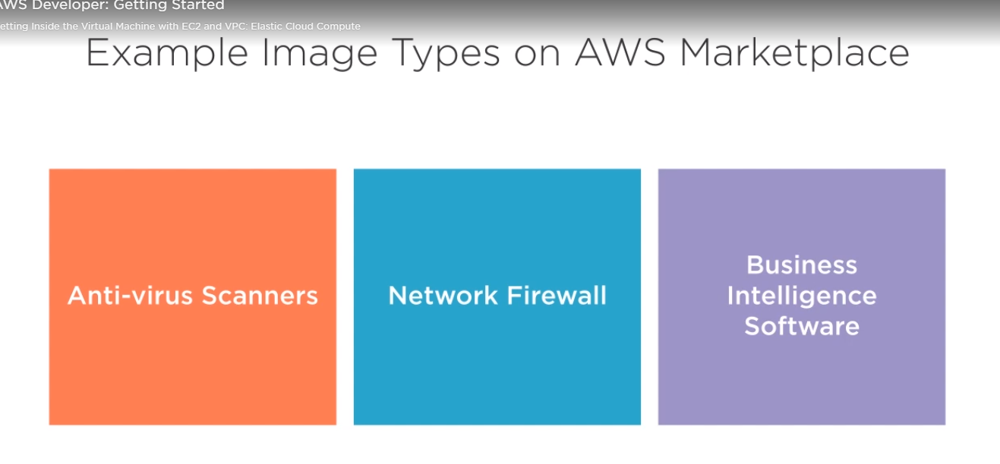 AWS Developer: Getting Started
etting Inside the Virtual Machine with EC2 and VPC: Elastic Cloud Compute
Example Image Types on AWS Marketplace
Anti-virus Scanners
Network Firewall
Business
Intelligence
Software